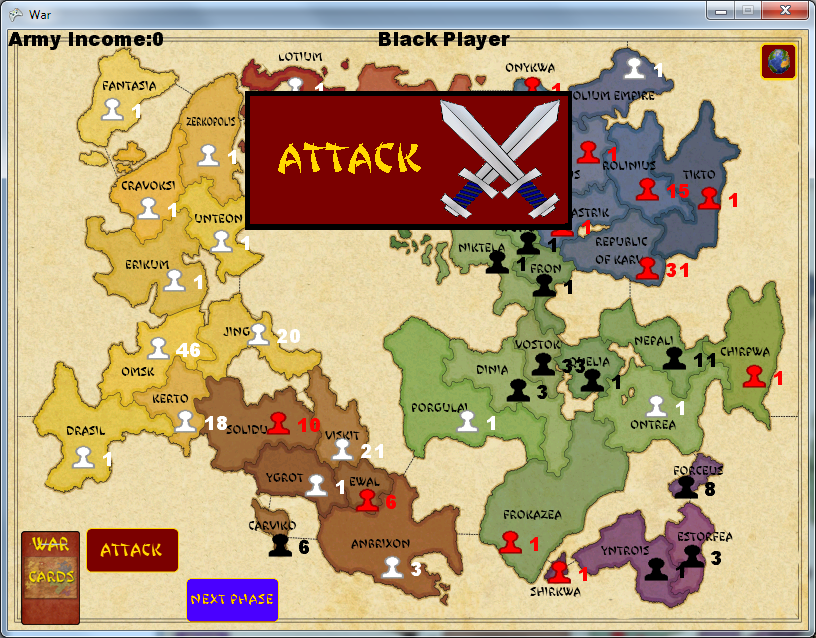 War
Army Income:0
Black Player
LOTIUM
1
ONYKWA
1
1
OLIUM EMPIRE
FANTASIA
1
ZERKOPOLIS
1
ATTACK
1
ROLINIUS
15
TIKTO
1
CRAVOKSI
1
UNTEON
1
ASTRIK
1
REPUBLIC
OF KARU
31
NIKTELA
1
1
FRON
1
ERIKUM
1
JING
20
OMSK
46
VOSTOK
33
NEPALI
11
CHIRPWA
1
DINIA
3
1
KERTO
18
SOLIDU
10
PORGULAI
1
1
ONTREA
DRASIL
1
VISKIT
21
YGROT
1
EWAL
6
FORCEUS
8
CARVIKO
6
ANRRIXON
3
FROKAZEA
1
YNTROIS
1
ESTORFEA
3
SHIRKWA
1
WAR
CARDS
ATTACK
NEXT PHASE